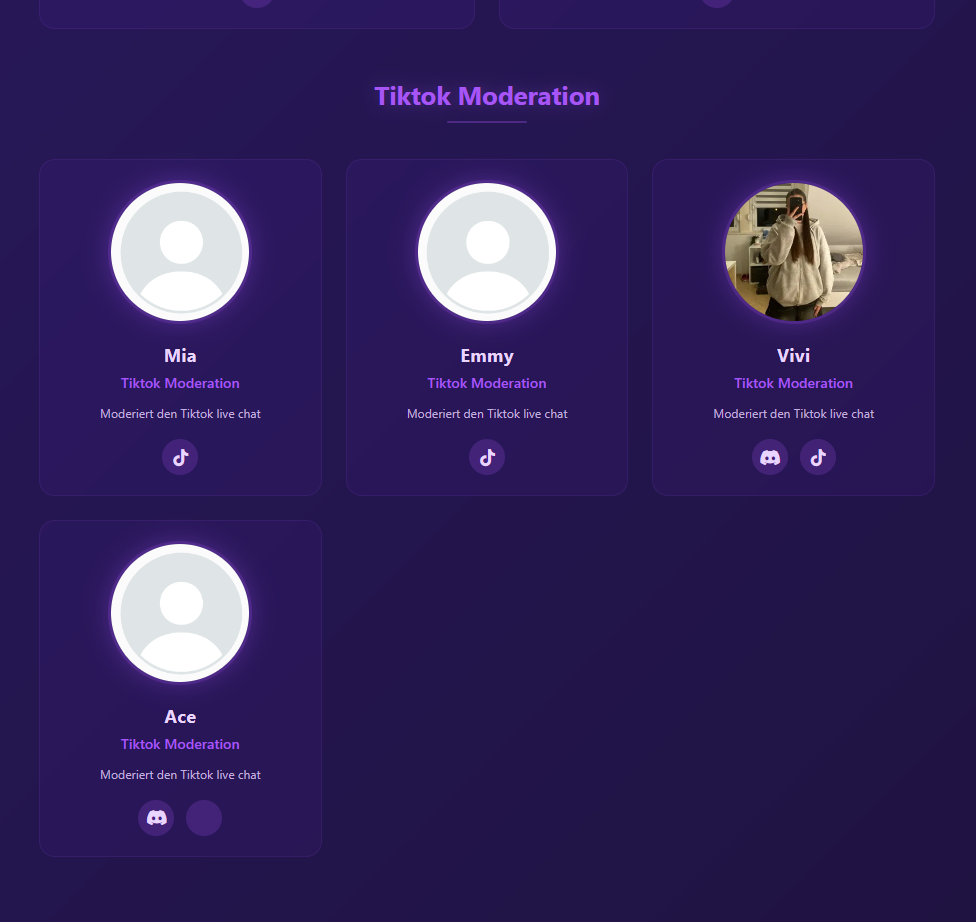 Tiktok Moderation
Mia
Tiktok Moderation
Moderiert den Tiktok live chat
Emmy
Tiktok Moderation
Moderiert den Tiktok live chat
Vivi
Tiktok Moderation
Moderiert den Tiktok live chat
Ace
Tiktok Moderation
Moderiert den Tiktok live chat